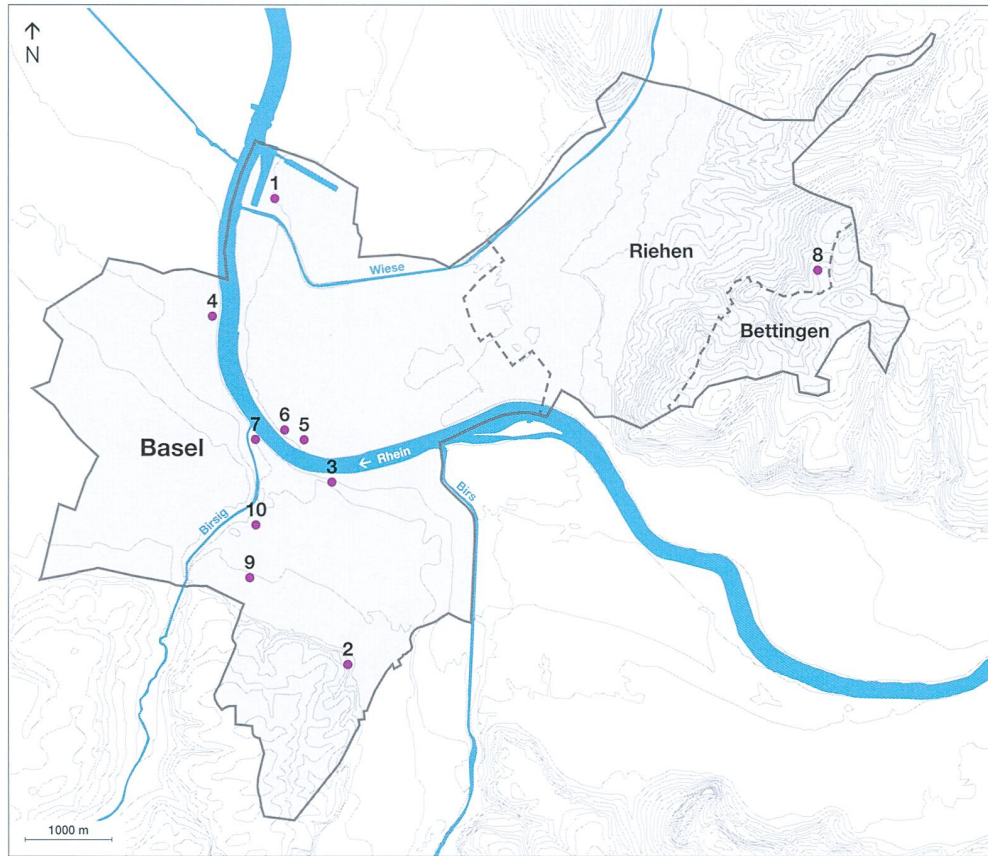 N
1
Wiese
Riehen
8
4
Bettingen
6
5
7
Basel
← Rhein
3
Birs
10
Birsig
9
2
1000 m